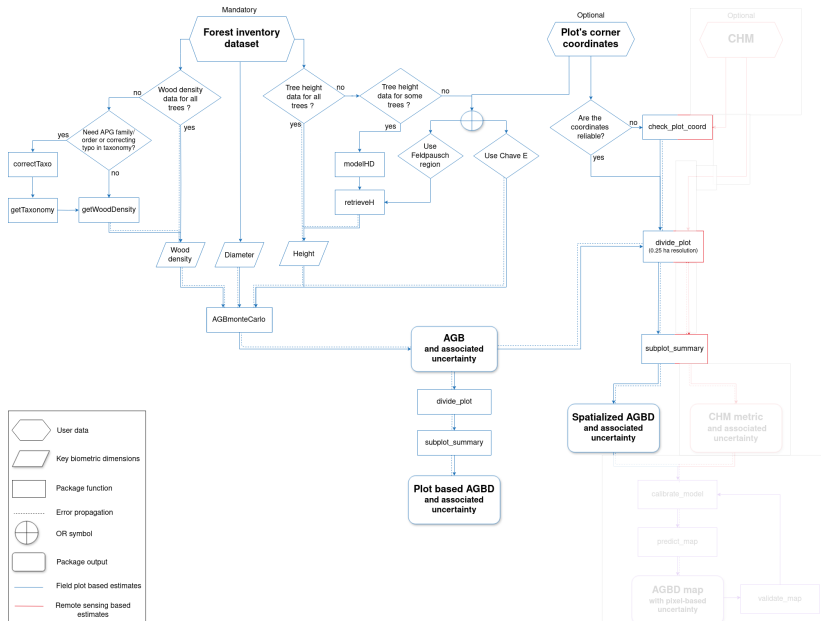 Mandatory
Forest inventory
dataset
Optional
Plot's corner
coordinates
Optional
CHM
Wood density
data for all
trees ?
no
yes
Tree height
data for all
trees ?
no
yes
Tree height
data for some
trees ?
no
yes
Need APG family/
order or correcting
typo in taxonomy?
yes
no
correctTaxo
getTaxonomy
getWoodDensity
modelHD
retrieveH
Use
Feldpausch
region
Use Chave E
Are the
coordinates
reliable?
no
yes
check_plot_coord
Wood
density
Diameter
Height
divide_plot
(0.25 ha resolution)
AGBmonteCarlo
AGB
and associated
uncertainty
subplot_summary
divide_plot
subplot_summary
Plot based AGBD
and associated
uncertainty
Spatialized AGBD
and associated
uncertainty
CHM metric
and associated
uncertainty
calibrate_model
predict_map
AGBD map
with pixel-based
uncertainty
validate_map
User data
Key biometric dimensions
Package function
Error propagation
OR symbol
Package output
Field plot based estimates
Remote sensing based
estimates